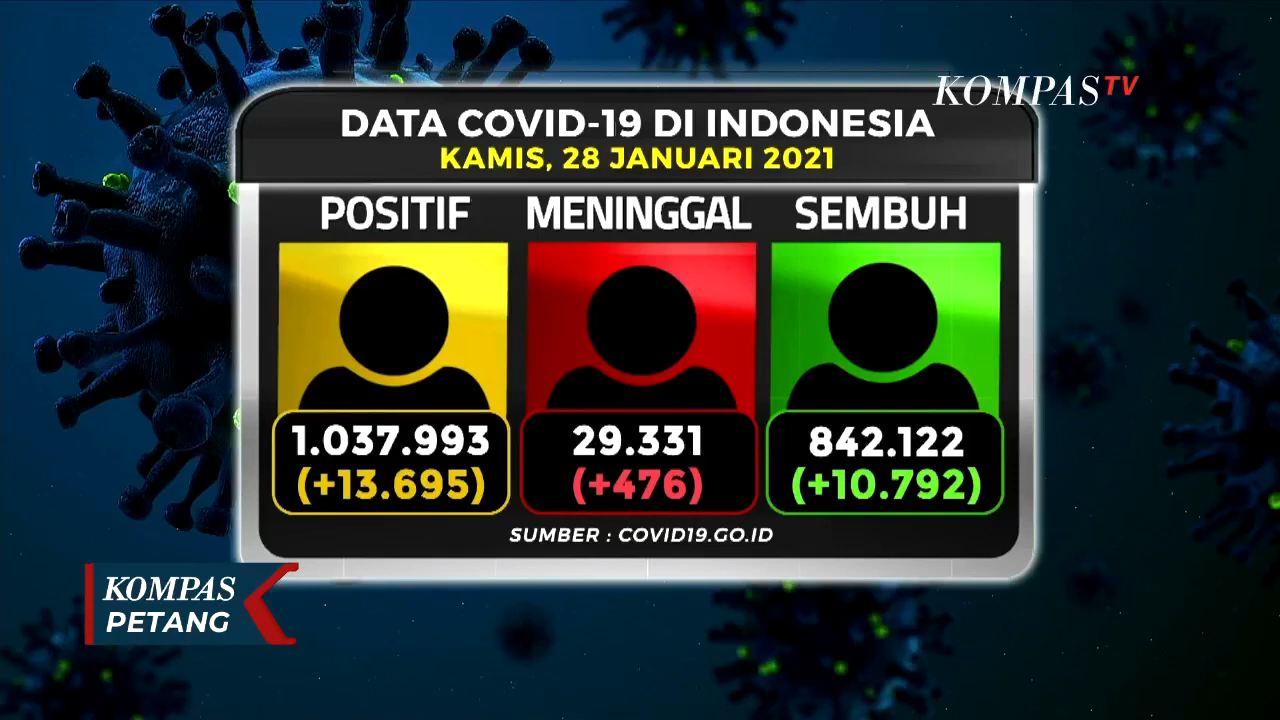 KOMPASTV
DATA COVID-19 DI INDONESIA
KAMIS, 28 JANUARI 2021
POSITIF
MENINGGAL
SEMBUH
1.037.993
(+13.695)
29.331
(+476)
842.122
(+10.792)
SUMBER : COVID19.GO.ID
KOMPAS
PETANG